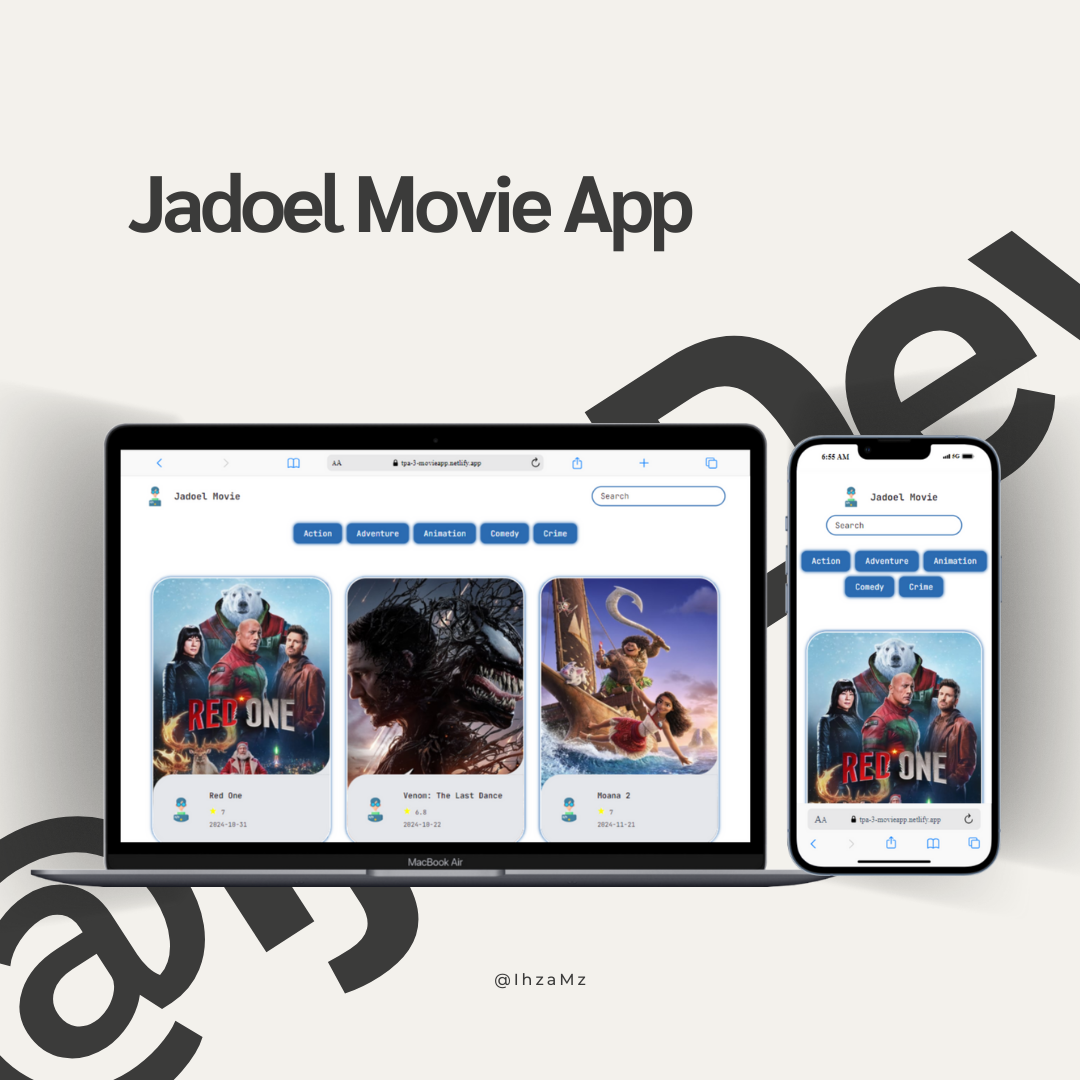 Jadoel Movie App
AA
tpa-3-movieapp.netlify.app
Jadoel Movie
Search
Action
Adventure
Animation
Comedy
Crime
RED ONE
Red One
7
2024-10-31
Venom: The Last Dance
6.8
2024-10-22
Moana 2
7
2024-11-21
MacBook Air
6:55 AM
5G
Jadoel Movie
Search
Action
Adventure
Animation
Comedy
Crime
RED ONE
AA
tpa-3-movieapp.netlify.app
@IhzaMz